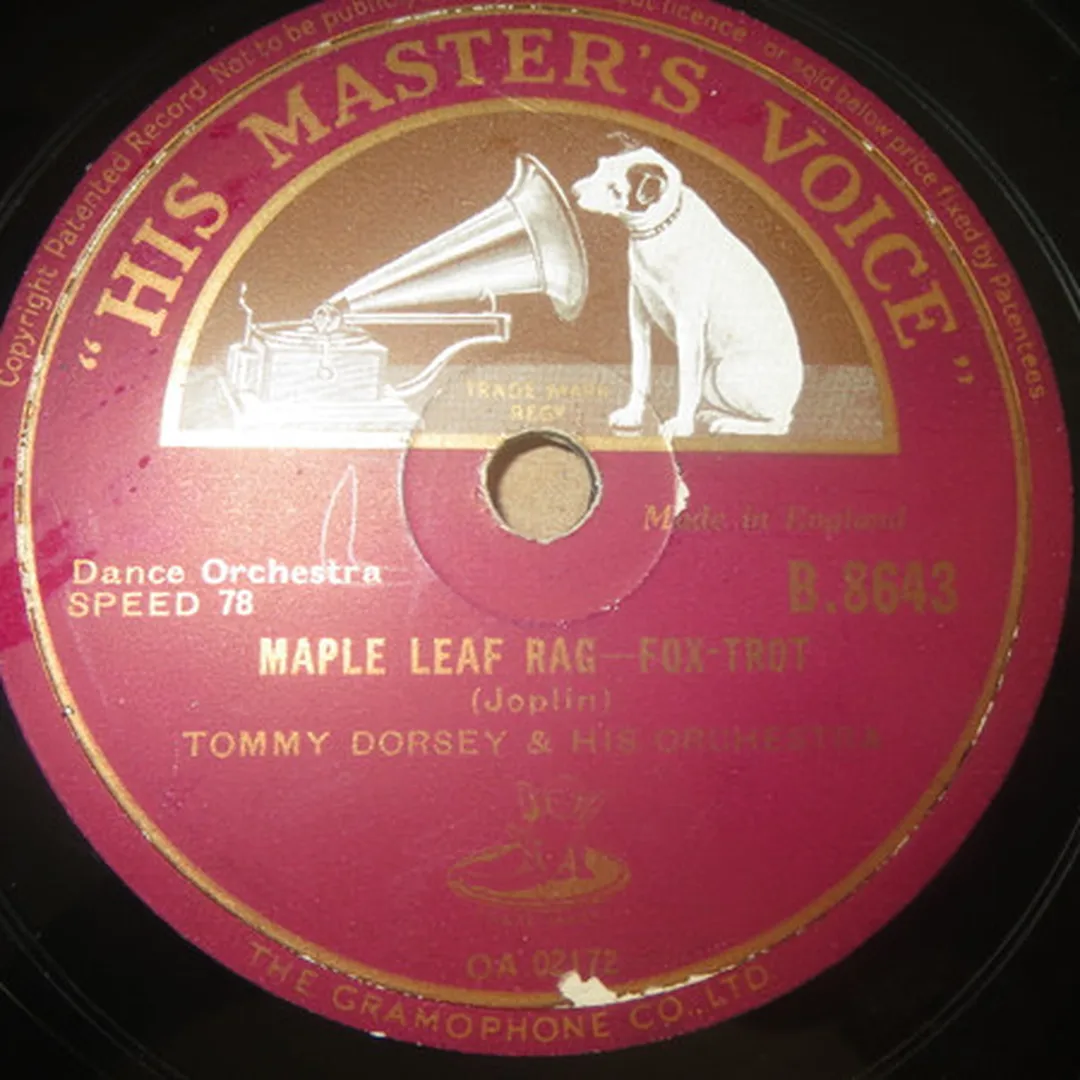 Copyright Patented Record Not to be public licence or sold below price fixed by Patentees
“HIS MASTER'S VOICE”
TRADE MARK
REGD
Made in England
Dance Orchestra
SPEED 78
B.8643
MAPLE LEAF RAG—FOX-TROT
(Joplin)
TOMMY DORSEY & HIS ORCHESTRA
OA 02172
THE GRAMOPHONE CO., LTD.